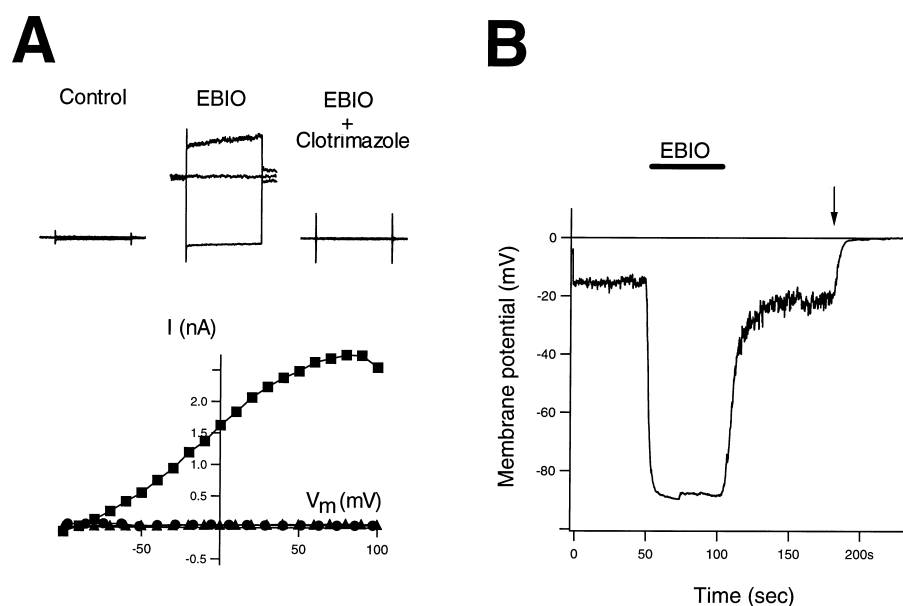 A
B
Control
EBIO
EBIO
+
Clotrimazole
EBIO
I (nA)
2.0
1.5
1.0
0.5
-0.5
Vm (mV)
-50
50
100
Membrane potential (mV)
0
-20
-40
-60
-80
0
50
100
150
200s
Time (sec)